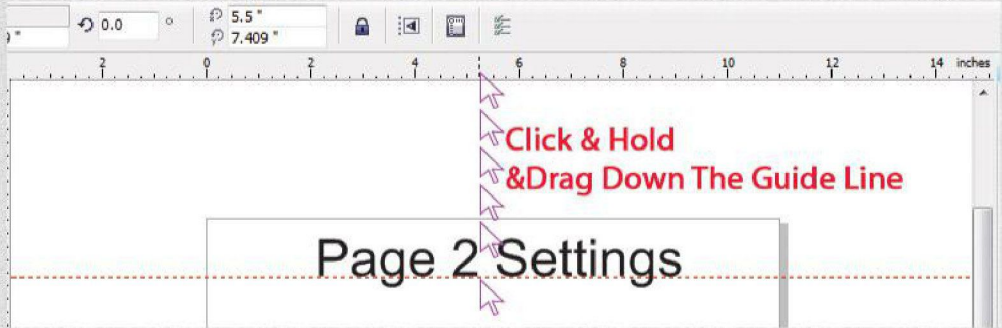 " 0.0 ° 5.5 "
7.409 "
2 0 2 4 6 8 10 12 14 inches
Click & Hold
&Drag Down The Guide Line
Page 2 Settings